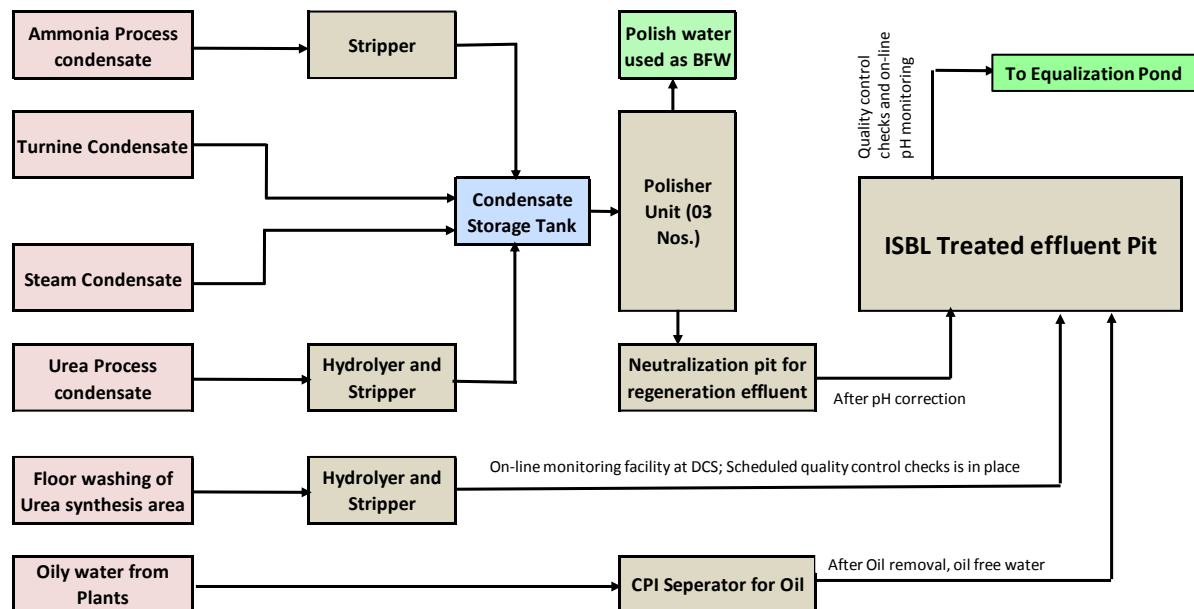 Ammonia Process
condensate
Stripper
Polish water
used as BFW
Quality control
checks and on-line
pH monitoring
To Equalization Pond
Turnine Condensate
Condensate
Storage Tank
Polisher
Unit (03
Nos.)
ISBL Treated effluent Pit
Steam Condensate
Urea Process
condensate
Hydrolyer and
Stripper
Neutralization pit for
regeneration effluent
After pH correction
Floor washing of
Urea synthesis area
Hydrolyer and
Stripper
On-line monitoring facility at DCS; Scheduled quality control checks is in place
Oily water from
Plants
CPI Seperator for Oil
After Oil removal, oil free water